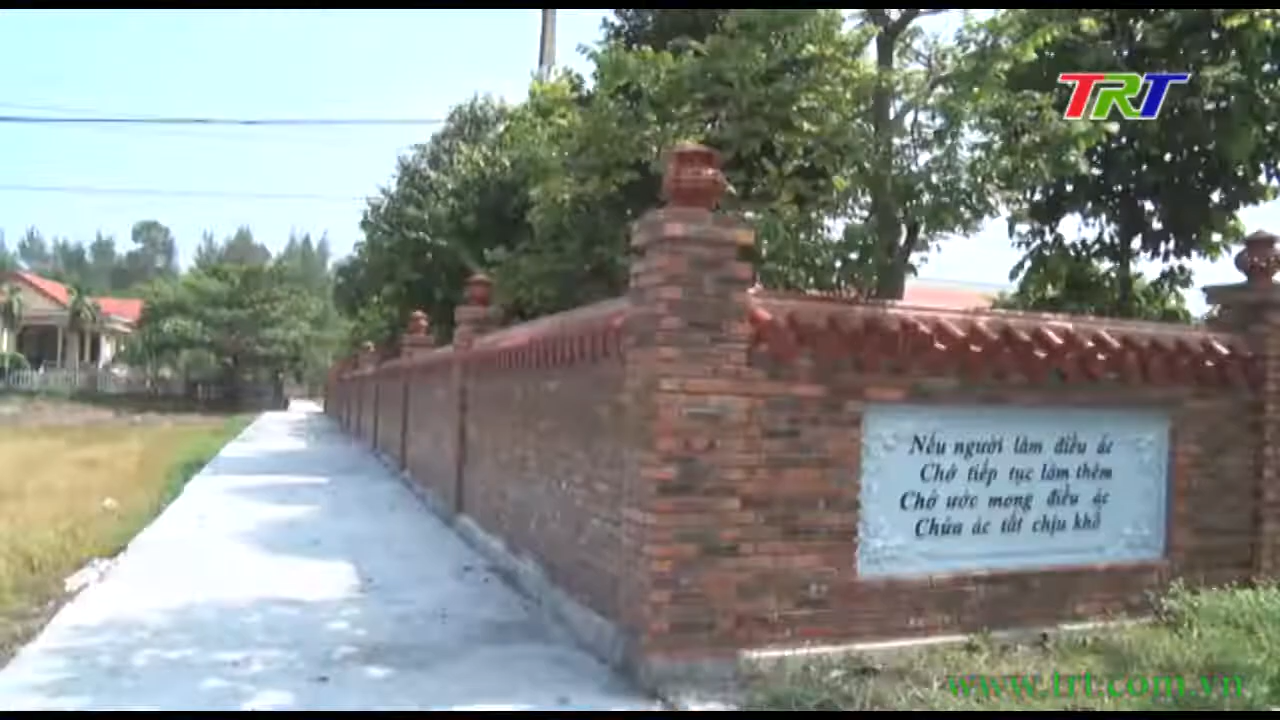 TRT
Nếu người làm điều ác
Chớ tiếp tục làm thêm
Chớ ước mong điều ác
Chứa ác tất chịu khổ
www.trt.com.vn